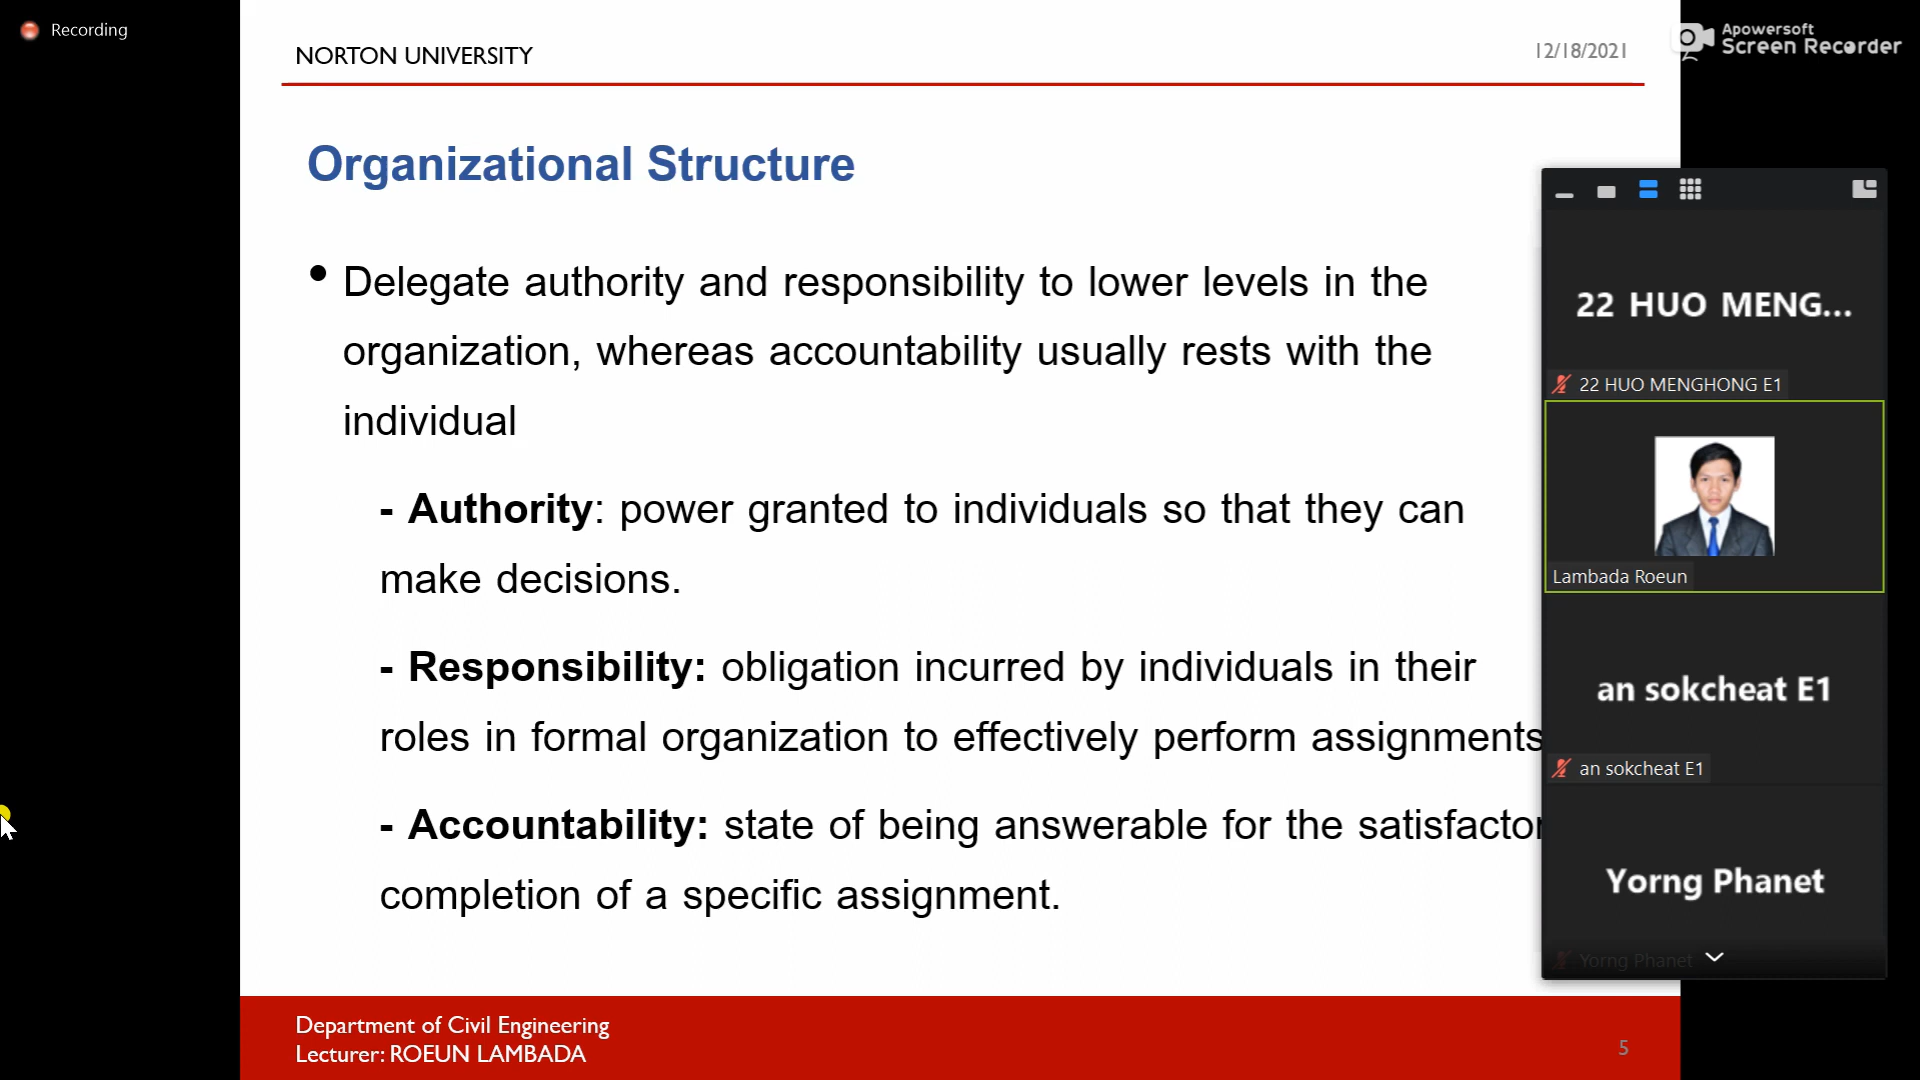 Recording
NORTON UNIVERSITY
12/18/2021
Apowersoft
Screen Recorder
Organizational Structure
• Delegate authority and responsibility to lower levels in the
organization, whereas accountability usually rests with the
individual
- Authority: power granted to individuals so that they can
make decisions.
- Responsibility: obligation incurred by individuals in their
roles in formal organization to effectively perform assignments
- Accountability: state of being answerable for the satisfactor
completion of a specific assignment.
22 HUO MENG...
22 HUO MENGHONG E1
Lambada Roeun
an sokcheat E1
an sokcheat E1
Yorng Phanet
Yorng Phanet
Department of Civil Engineering
Lecturer: ROEUN LAMBADA
5